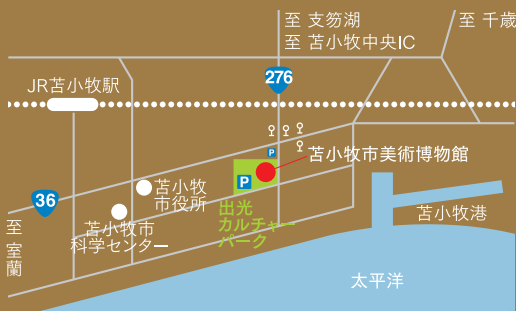 至 支笏湖
至 苫小牧中央IC
至 千歳
276
JR苫小牧駅
P
苫小牧市美術博物館
P
苫小牧
市役所
36
出光
カルチャー
パーク
苫小牧市
科学センター
至 室蘭
苫小牧港
太平洋